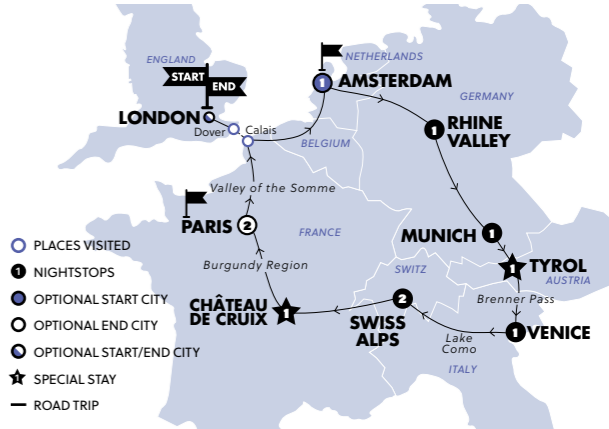 ENGLAND
START
END
LONDON
Dover
Calais
NETHERLANDS
1
AMSTERDAM
GERMANY
1
RHINE
VALLEY
BELGIUM
Valley of the Somme
PARIS
2
FRANCE
Burgundy Region
MUNICH
1
1
TYROL
AUSTRIA
SWITZ
Brenner Pass
CHÂTEAU
DE CRUIX
1
2
SWISS
ALPS
Lake
Como
1
VENICE
ITALY
PLACES VISITED
1 NIGHTSTOPS
OPTIONAL START CITY
OPTIONAL END CITY
OPTIONAL START/END CITY
1 SPECIAL STAY
ROAD TRIP